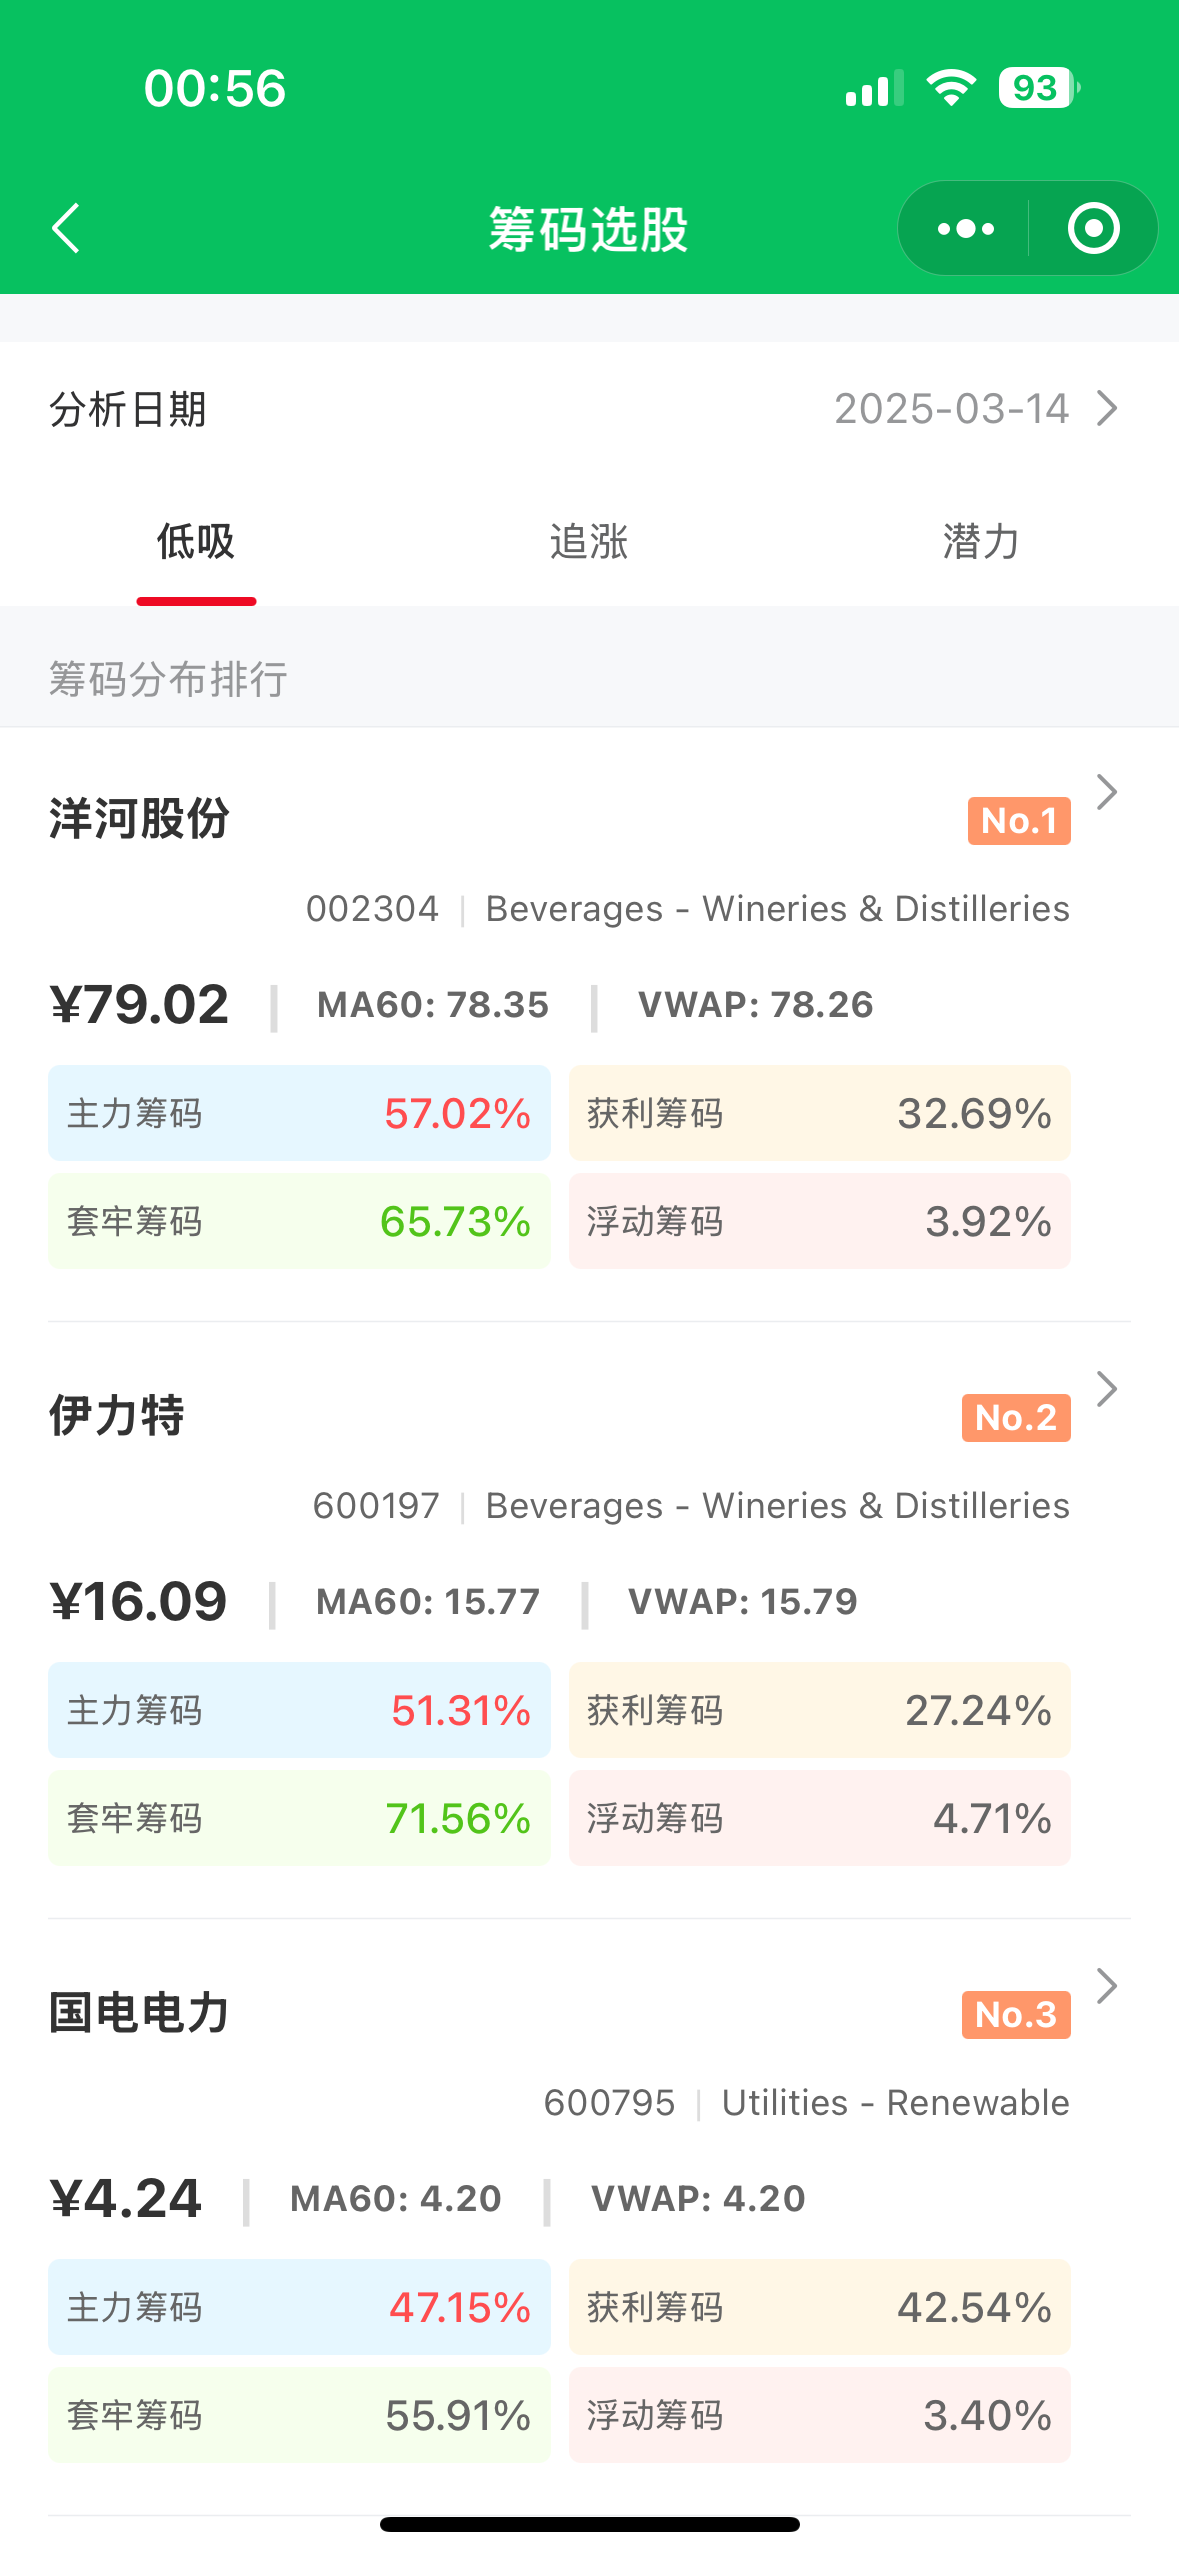 00:56
93
筹码选股
分析日期 2025-03-14
低吸 追涨 潜力
筹码分布排行
洋河股份 No.1
002304 | Beverages - Wineries & Distilleries
¥79.02 | MA60: 78.35 | VWAP: 78.26
主力筹码 57.02% 获利筹码 32.69%
套牢筹码 65.73% 浮动筹码 3.92%
伊力特 No.2
600197 | Beverages - Wineries & Distilleries
¥16.09 | MA60: 15.77 | VWAP: 15.79
主力筹码 51.31% 获利筹码 27.24%
套牢筹码 71.56% 浮动筹码 4.71%
国电电力 No.3
600795 | Utilities - Renewable
¥4.24 | MA60: 4.20 | VWAP: 4.20
主力筹码 47.15% 获利筹码 42.54%
套牢筹码 55.91% 浮动筹码 3.40%